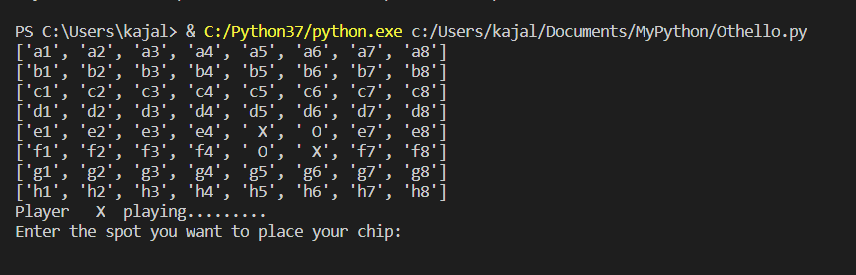 PS C:\Users\kajal> & C:/Python37/python.exe c:/Users/kajal/Documents/MyPython/Othello.py
['a1', 'a2', 'a3', 'a4', 'a5', 'a6', 'a7', 'a8']
['b1', 'b2', 'b3', 'b4', 'b5', 'b6', 'b7', 'b8']
['c1', 'c2', 'c3', 'c4', 'c5', 'c6', 'c7', 'c8']
['d1', 'd2', 'd3', 'd4', 'd5', 'd6', 'd7', 'd8']
['e1', 'e2', 'e3', 'e4', ' X', ' O', 'e7', 'e8']
['f1', 'f2', 'f3', 'f4', ' O', ' X', 'f7', 'f8']
['g1', 'g2', 'g3', 'g4', 'g5', 'g6', 'g7', 'g8']
['h1', 'h2', 'h3', 'h4', 'h5', 'h6', 'h7', 'h8']
Player   X  playing.........
Enter the spot you want to place your chip: